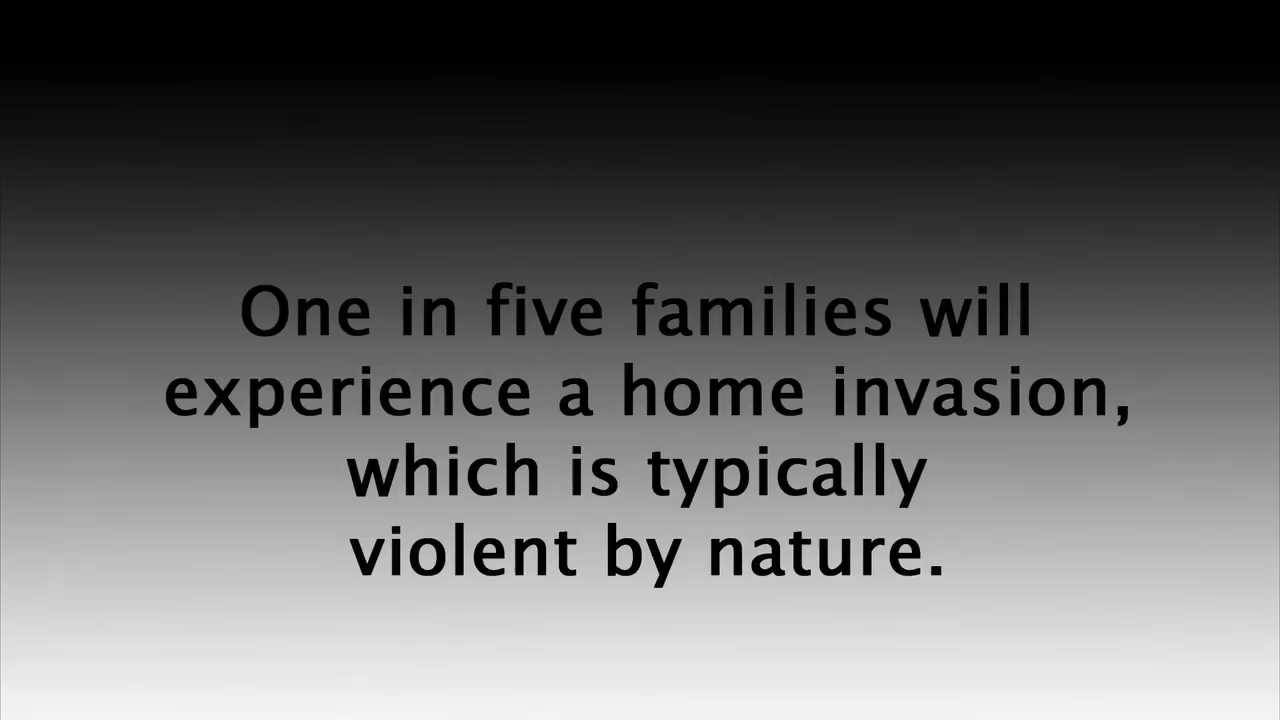 One in five families will
experience a home invasion,
which is typically
violent by nature.